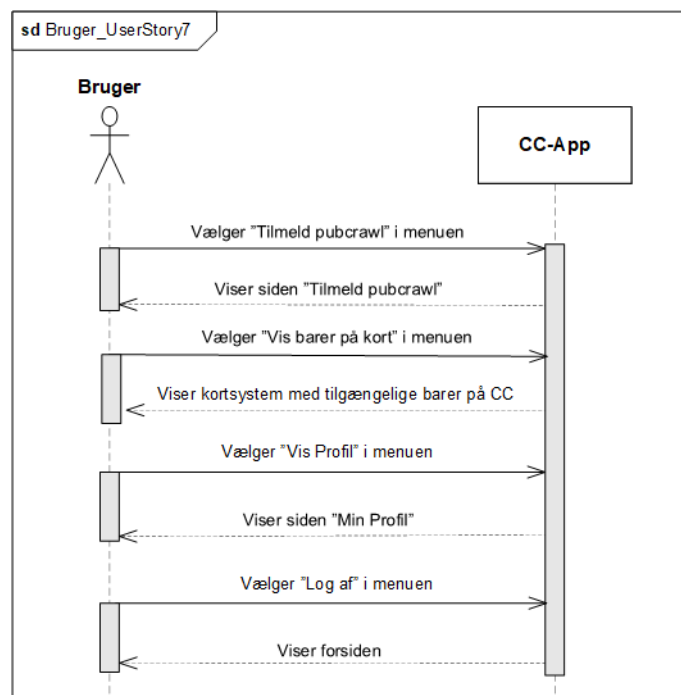 sd Bruger_UserStory7
Bruger
CC-App
Vælger ”Tilmeld pubcrawl” i menuen
Viser siden ”Tilmeld pubcrawl”
Vælger ”Vis barer på kort” i menuen
Viser kortsystem med tilgængelige barer på CC
Vælger ”Vis Profil” i menuen
Viser siden ”Min Profil”
Vælger ”Log af” i menuen
Viser forsiden